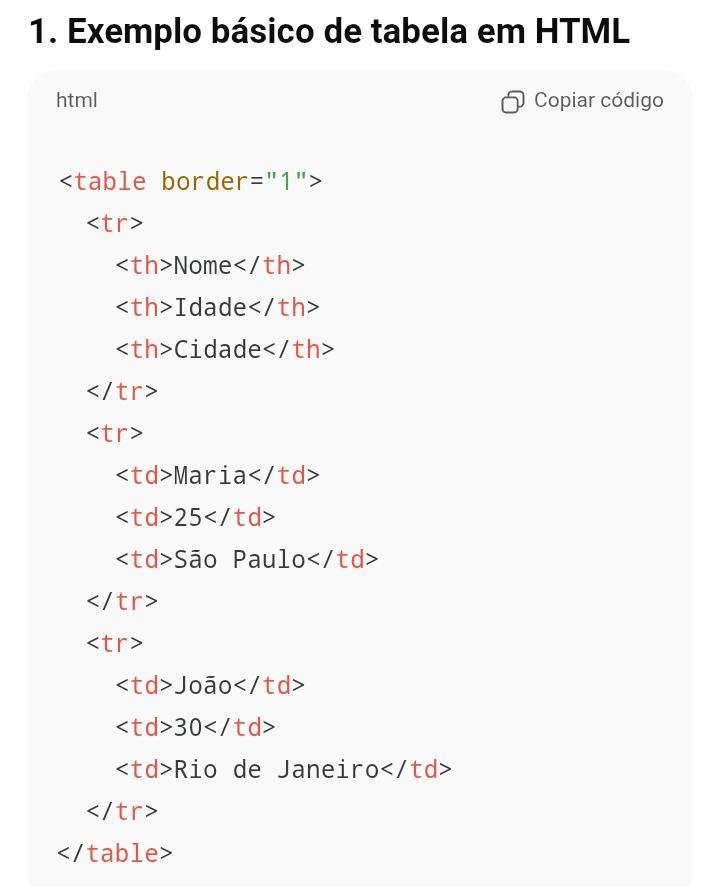 1. Exemplo básico de tabela em HTML
html
Copiar código
<table border="1">
  <tr>
    <th>Nome</th>
    <th>Idade</th>
    <th>Cidade</th>
  </tr>
  <tr>
    <td>Maria</td>
    <td>25</td>
    <td>São Paulo</td>
  </tr>
  <tr>
    <td>João</td>
    <td>30</td>
    <td>Rio de Janeiro</td>
  </tr>
</table>